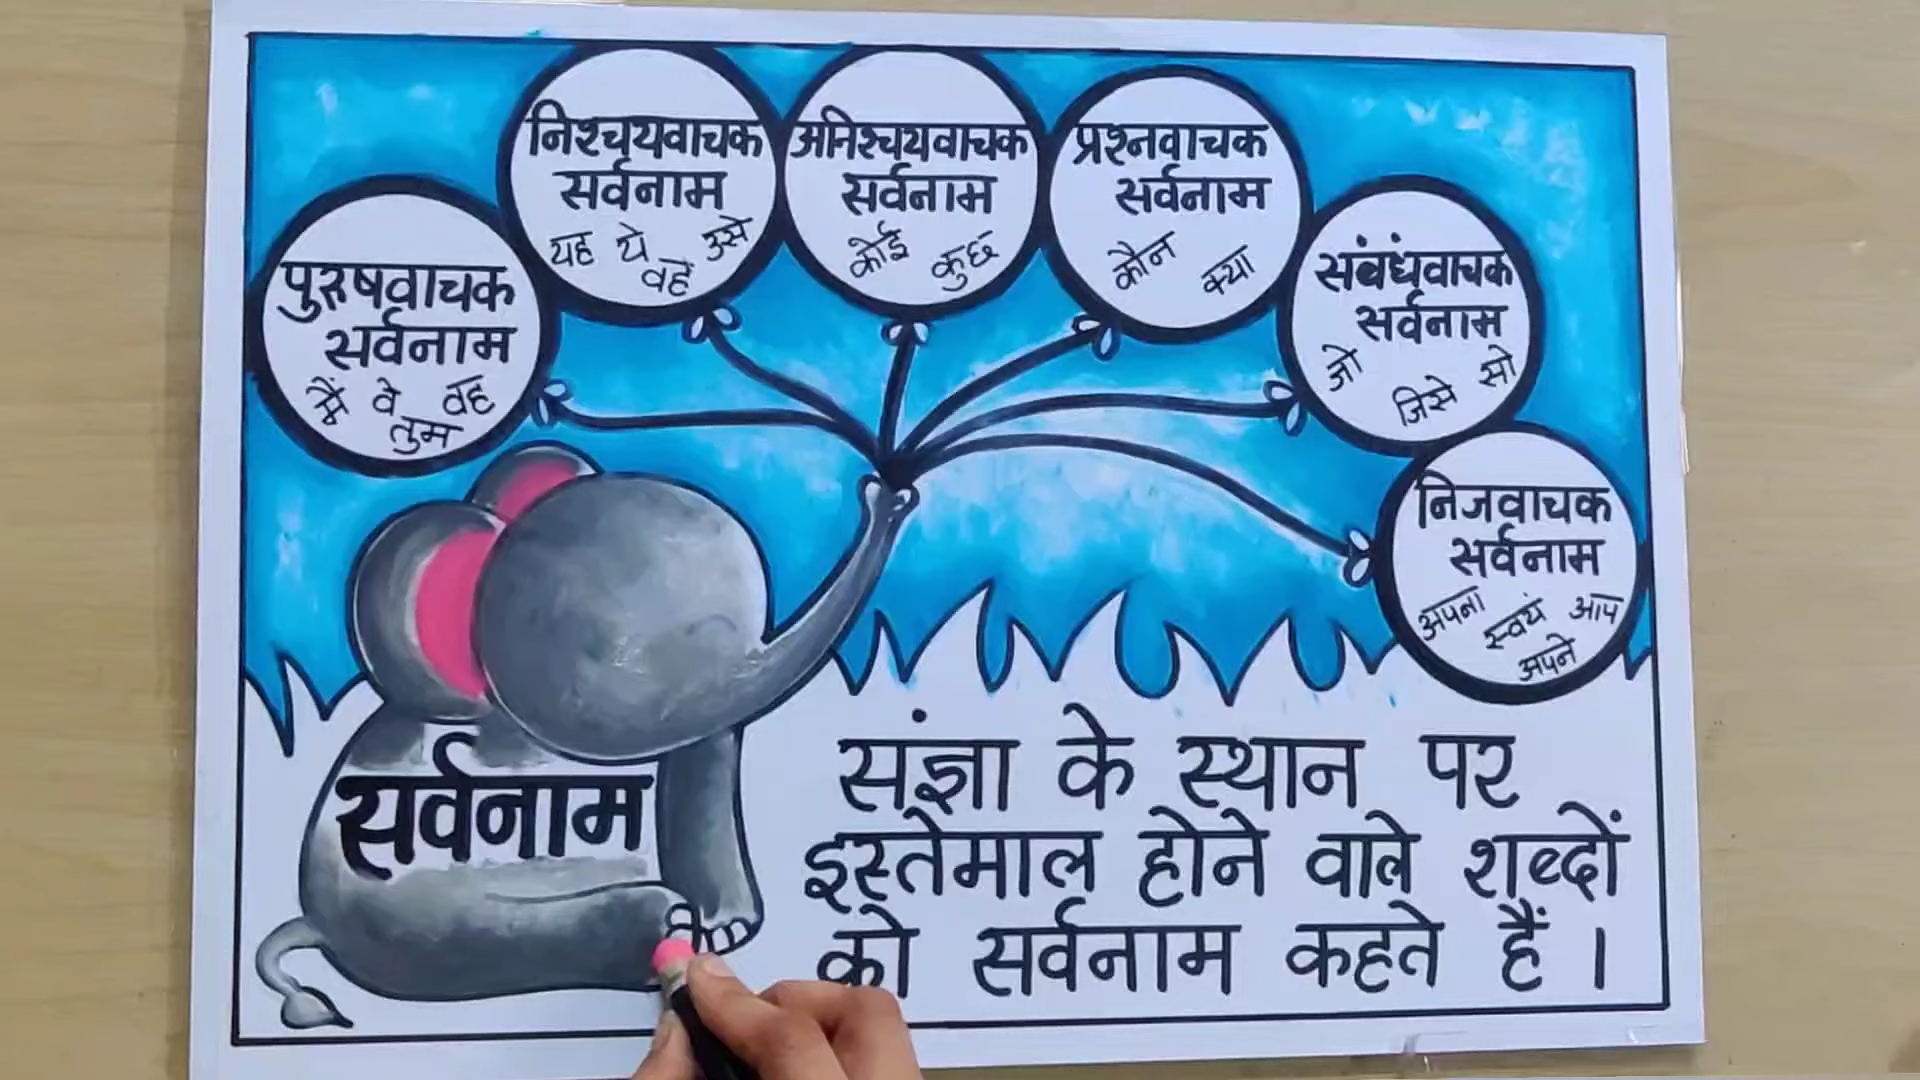 पुरुषवाचक
सर्वनाम
मैं वे वह
तुम
निश्चयवाचक
सर्वनाम
यह ये उसे
वह
अनिश्चयवाचक
सर्वनाम
कोई कुछ
प्रश्नवाचक
सर्वनाम
कौन क्या
संबंधवाचक
सर्वनाम
जो जिसे सो
निजवाचक
सर्वनाम
अपना स्वयं आप
अपने
सर्वनाम
संज्ञा के स्थान पर
इस्तेमाल होने वाले शब्दों
को सर्वनाम कहते हैं ।